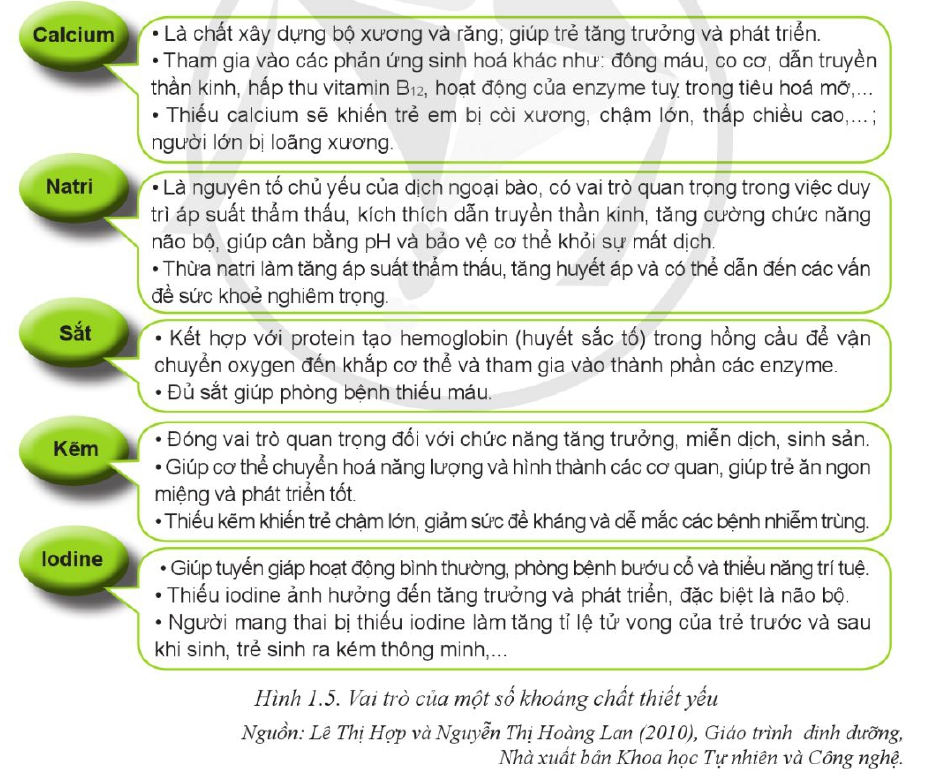 Calcium
• Là chất xây dựng bộ xương và răng; giúp trẻ tăng trưởng và phát triển.
• Tham gia vào các phản ứng sinh hoá khác như: đông máu, co cơ, dẫn truyền
thần kinh, hấp thu vitamin B₁₂, hoạt động của enzyme tuỵ trong tiêu hoá mỡ,...
• Thiếu calcium sẽ khiến trẻ em bị còi xương, chậm lớn, thấp chiều cao,...;
người lớn bị loãng xương.
Natri
• Là nguyên tố chủ yếu của dịch ngoại bào, có vai trò quan trọng trong việc duy
trì áp suất thẩm thấu, kích thích dẫn truyền thần kinh, tăng cường chức năng
não bộ, giúp cân bằng pH và bảo vệ cơ thể khỏi sự mất dịch.
• Thừa natri làm tăng áp suất thẩm thấu, tăng huyết áp và có thể dẫn đến các vấn
đề sức khoẻ nghiêm trọng.
Sắt
• Kết hợp với protein tạo hemoglobin (huyết sắc tố) trong hồng cầu để vận
chuyển oxygen đến khắp cơ thể và tham gia vào thành phần các enzyme.
• Đủ sắt giúp phòng bệnh thiếu máu.
Kẽm
• Đóng vai trò quan trọng đối với chức năng tăng trưởng, miễn dịch, sinh sản.
• Giúp cơ thể chuyển hoá năng lượng và hình thành các cơ quan, giúp trẻ ăn ngon
miệng và phát triển tốt.
• Thiếu kẽm khiến trẻ chậm lớn, giảm sức đề kháng và dễ mắc các bệnh nhiễm trùng.
Iodine
• Giúp tuyến giáp hoạt động bình thường, phòng bệnh bướu cổ và thiểu năng trí tuệ.
• Thiếu iodine ảnh hưởng đến tăng trưởng và phát triển, đặc biệt là não bộ.
• Người mang thai bị thiếu iodine làm tăng tỉ lệ tử vong của trẻ trước và sau
khi sinh, trẻ sinh ra kém thông minh,...
Hình 1.5. Vai trò của một số khoáng chất thiết yếu
Nguồn: Lê Thị Hợp và Nguyễn Thị Hoàng Lan (2010), Giáo trình dinh dưỡng,
Nhà xuất bản Khoa học Tự nhiên và Công nghệ.